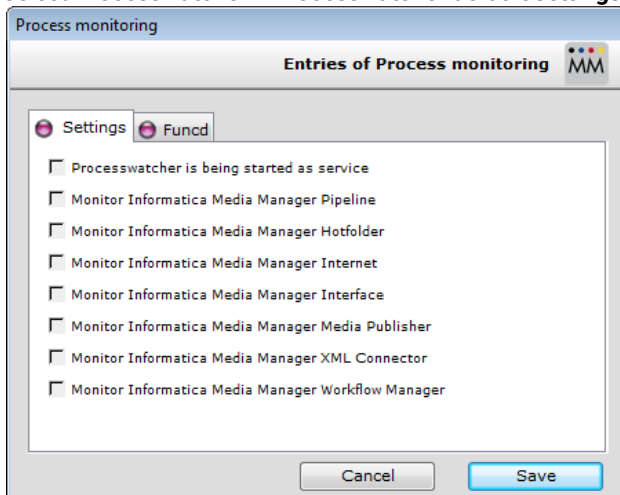 Process monitoring
Entries of Process monitoring
MM
Settings
Funcd
Processwatcher is being started as service
Monitor Informatica Media Manager Pipeline
Monitor Informatica Media Manager Hotfolder
Monitor Informatica Media Manager Internet
Monitor Informatica Media Manager Interface
Monitor Informatica Media Manager Media Publisher
Monitor Informatica Media Manager XML Connector
Monitor Informatica Media Manager Workflow Manager
Cancel
Save